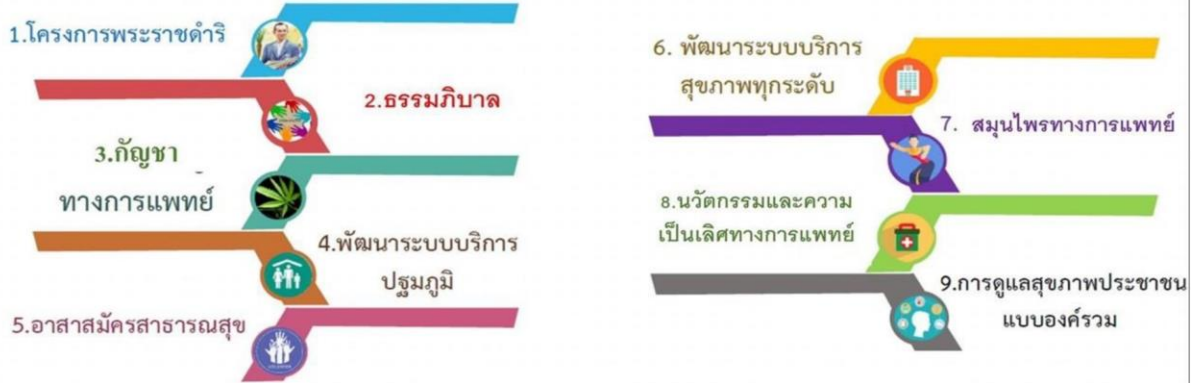 1.โครงการพระราชดำริ
2.ธรรมภิบาล
3.กัญชา
ทางการแพทย์
4.พัฒนาระบบบริการ
ปฐมภูมิ
5.อาสาสมัครสาธารณสุข
6. พัฒนาระบบบริการ
สุขภาพทุกระดับ
7. สมุนไพรทางการแพทย์
8.นวัตกรรมและความ
เป็นเลิศทางการแพทย์
9.การดูแลสุขภาพประชาชน
แบบองค์รวม